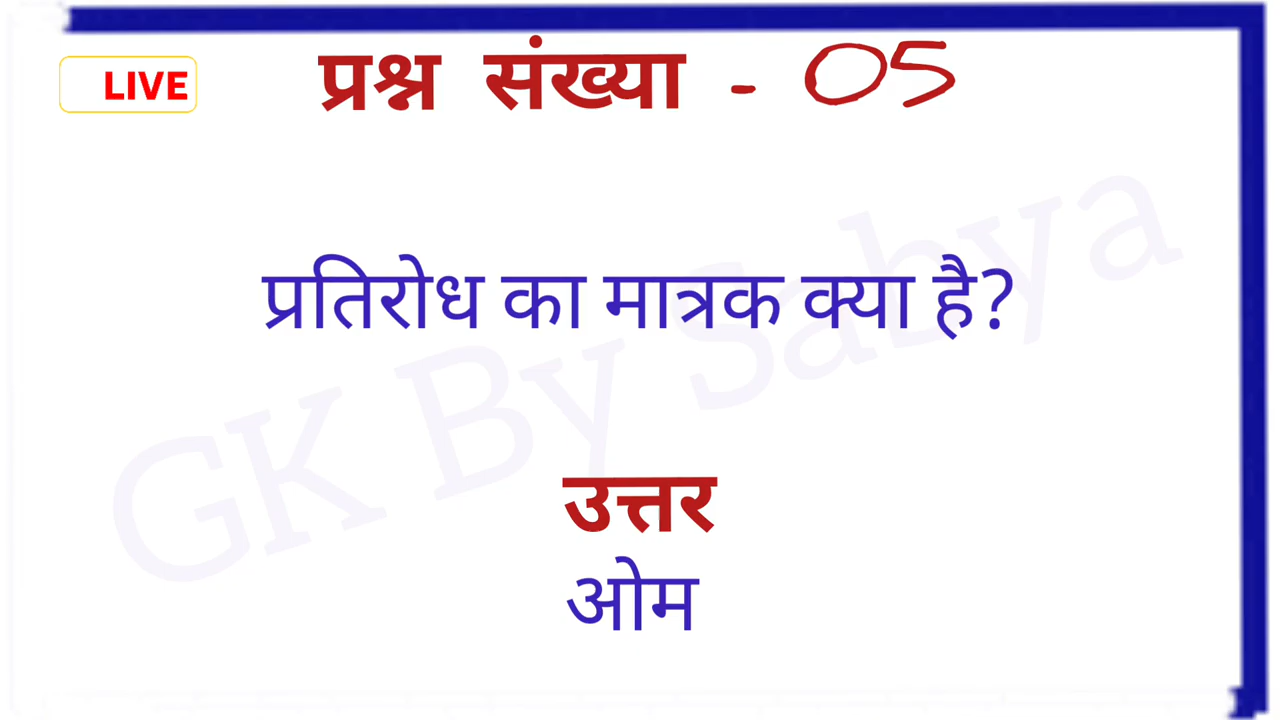 LIVE
प्रश्न संख्या - 05
प्रतिरोध का मात्रक क्या है?
GK By Sabya
उत्तर
ओम